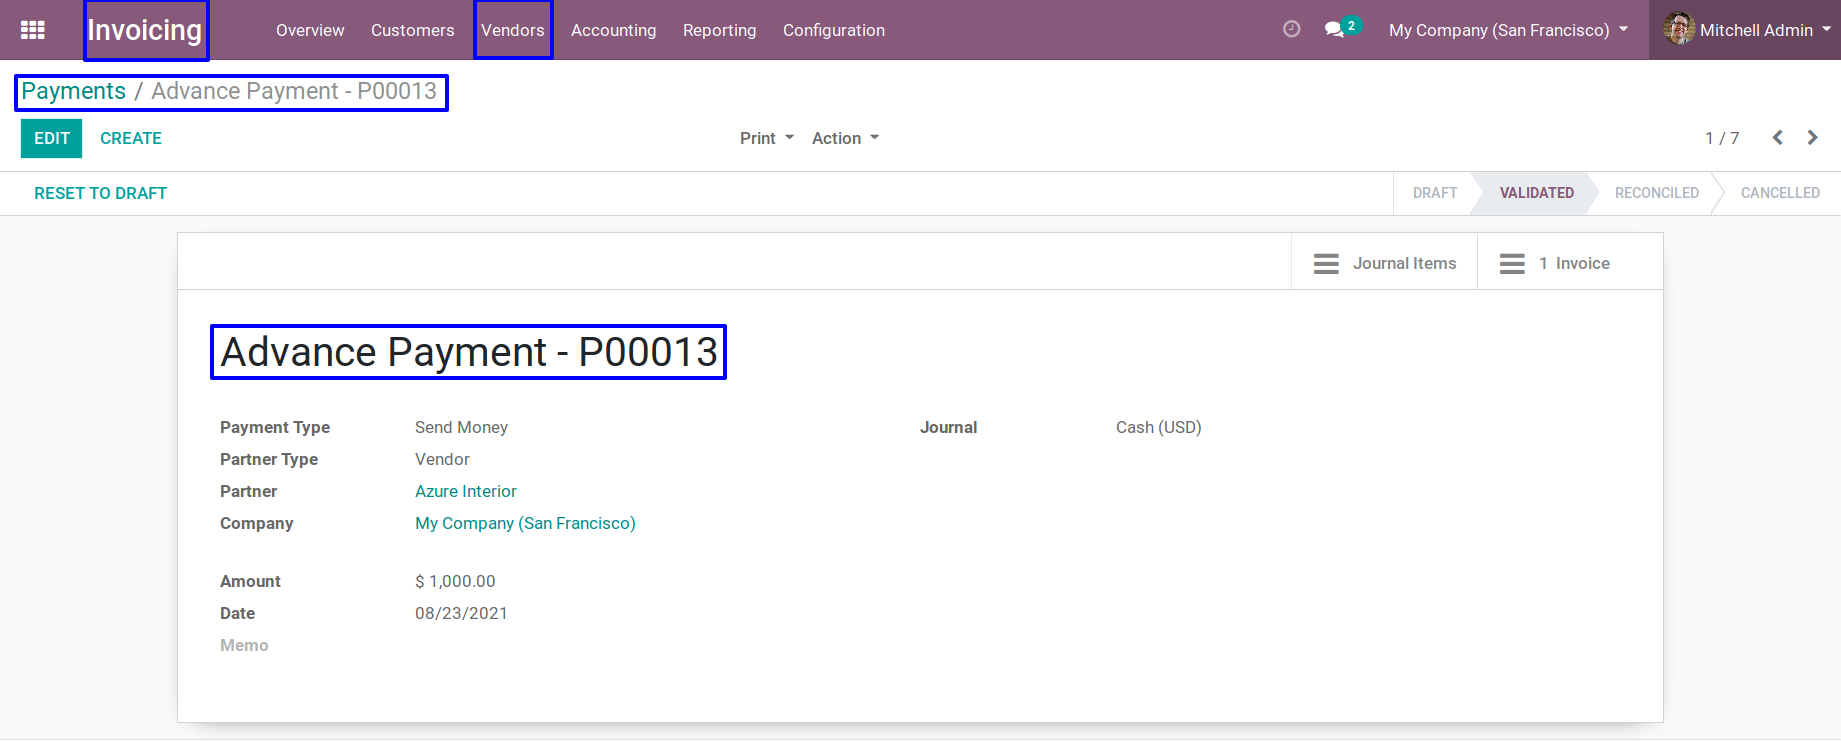 Invoicing Overview Customers Vendors Accounting Reporting Configuration 2 My Company (San Francisco) Mitchell Admin
Payments / Advance Payment - P00013
EDIT CREATE Print Action 1 / 7
RESET TO DRAFT DRAFT VALIDATED RECONCILED CANCELLED
Journal Items 1 Invoice
Advance Payment - P00013
Payment Type Send Money Journal Cash (USD)
Partner Type Vendor
Partner Azure Interior
Company My Company (San Francisco)
Amount $ 1,000.00
Date 08/23/2021
Memo